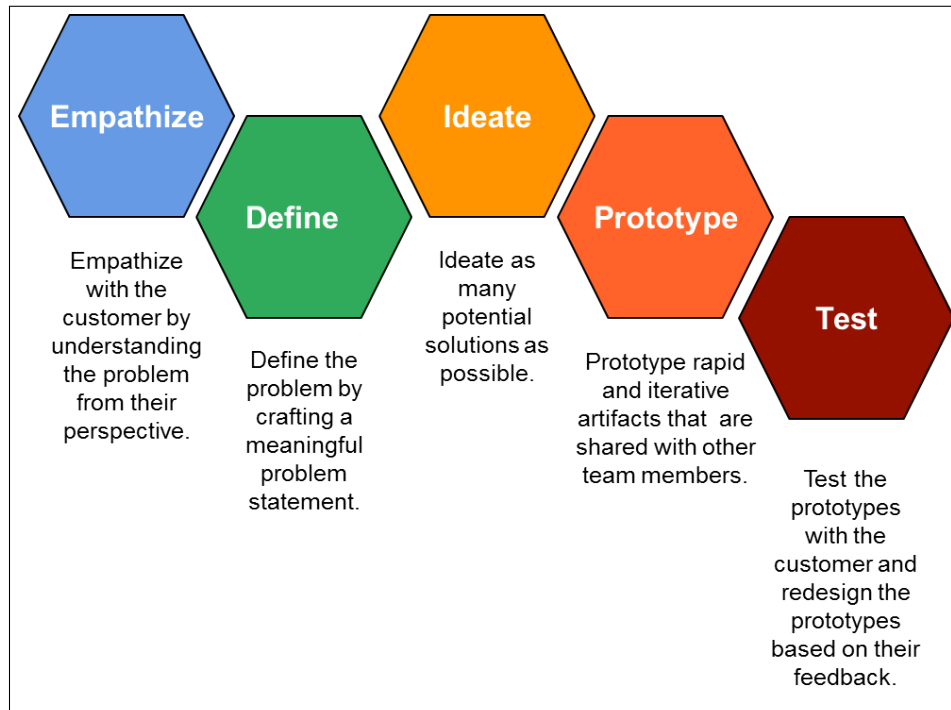 Empathize
Empathize
with the
customer by
understanding
the problem
from their
perspective.
Define
Define the
problem by
crafting a
meaningful
problem
statement.
Ideate
Ideate as
many
potential
solutions as
possible.
Prototype
Prototype rapid
and iterative
artifacts that  are
shared with other
team members.
Test
Test the
prototypes
with the
customer and
redesign the
prototypes
based on their
feedback.